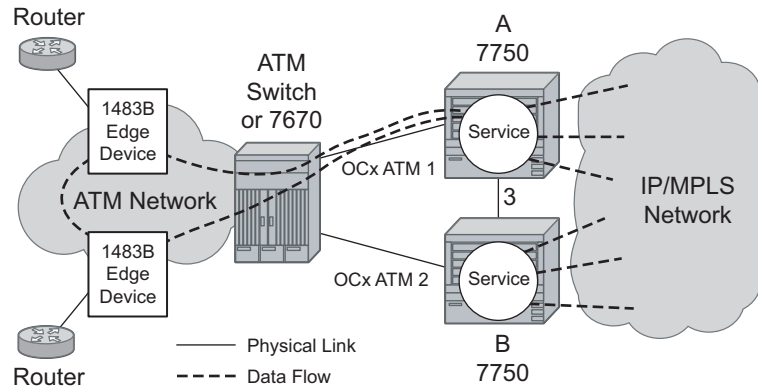 Router
1483B
Edge
Device
ATM
Switch
or 7670
A
7750
Service
OCx ATM 1
ATM Network
3
IP/MPLS
Network
1483B
Edge
Device
OCx ATM 2
Service
B
7750
Router
Physical Link
Data Flow